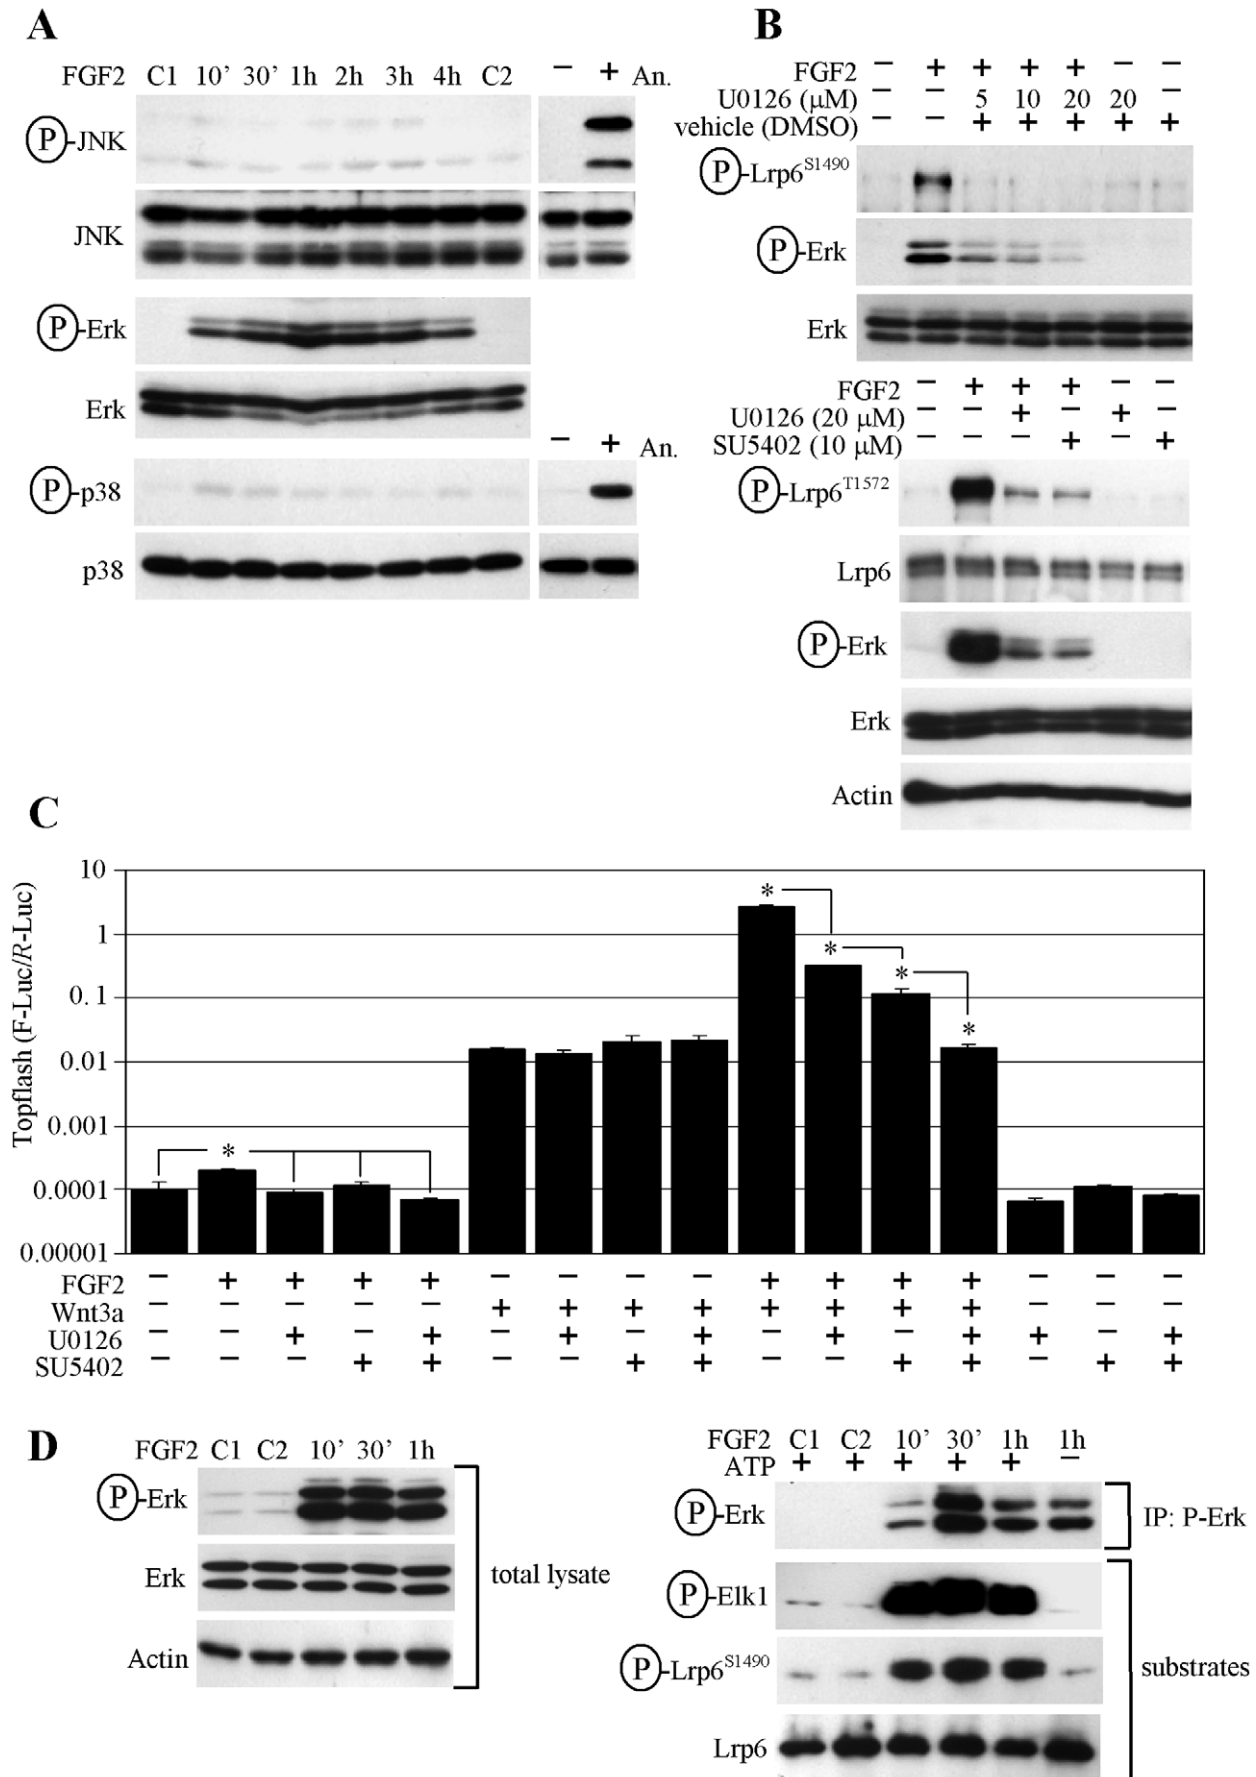 A
FGF2 C1 10’ 30’ 1h 2h 3h 4h C2 − + An.
P-JNK
JNK
P-Erk
Erk
− + An.
P-p38
p38
B
FGF2 − + + + + − −
U0126 (μM) − − 5 10 20 20 −
vehicle (DMSO) − − + + + + +
P-Lrp6S1490
P-Erk
Erk
FGF2 − + + + − −
U0126 (20 μM) − − + − + −
SU5402 (10 μM) − − − + − +
P-Lrp6T1572
Lrp6
P-Erk
Erk
Actin
C
Topflash (F-Luc/R-Luc)
10
1
0.1
0.01
0.001
0.0001
0.00001
* * * * *
FGF2 − + + + + − − − − + + + + − − −
Wnt3a − − − − − + + + + + + + + − − −
U0126 − − + − + − + − + − + − + + − +
SU5402 − − − + + − − + + − − + + − + +
D
FGF2 C1 C2 10’ 30’ 1h
P-Erk
Erk
Actin
total lysate
FGF2 C1 C2 10’ 30’ 1h 1h
ATP + + + + + −
P-Erk
IP: P-Erk
P-Elk1
P-Lrp6S1490
Lrp6
substrates